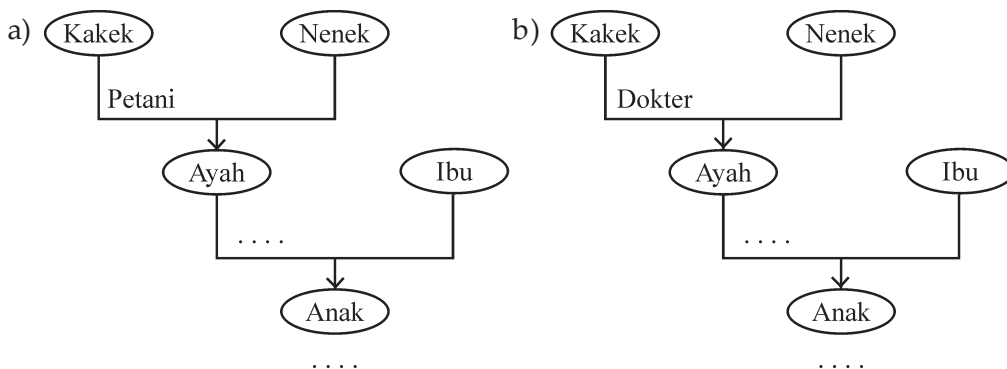 a) Kakek Nenek
Petani
Ayah Ibu
. . . .
Anak
. . . .
b) Kakek Nenek
Dokter
Ayah Ibu
. . . .
Anak
. . . .